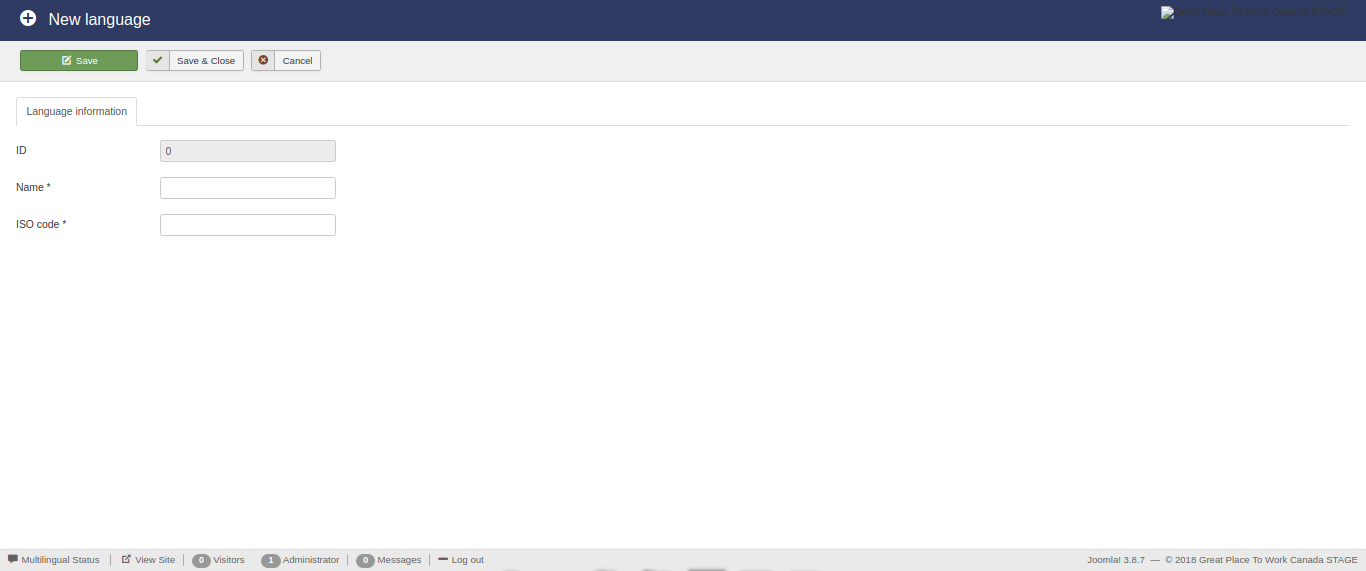 New language
Great Place To Work Canada STAGE
Save
Save & Close
Cancel
Language information
ID
0
Name *
ISO code *
Multilingual Status
View Site
0 Visitors
1 Administrator
0 Messages
Log out
Joomla! 3.8.7 — © 2018 Great Place To Work Canada STAGE